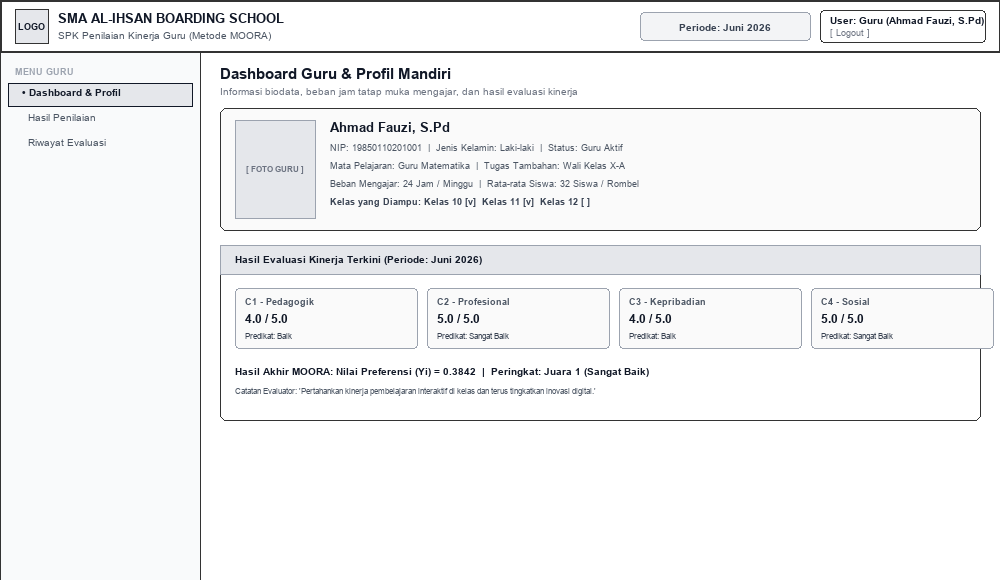 LOGO
SMA AL-IHSAN BOARDING SCHOOL
SPK Penilaian Kinerja Guru (Metode MOORA)
Periode: Juni 2026
User: Guru (Ahmad Fauzi, S.Pd)
[ Logout ]
MENU GURU
• Dashboard & Profil
Hasil Penilaian
Riwayat Evaluasi
Dashboard Guru & Profil Mandiri
Informasi biodata, beban jam tatap muka mengajar, dan hasil evaluasi kinerja
[ FOTO GURU ]
Ahmad Fauzi, S.Pd
NIP: 19850110201001 | Jenis Kelamin: Laki-laki | Status: Guru Aktif
Mata Pelajaran: Guru Matematika | Tugas Tambahan: Wali Kelas X-A
Beban Mengajar: 24 Jam / Minggu | Rata-rata Siswa: 32 Siswa / Rombel
Kelas yang Diampu: Kelas 10 [v] Kelas 11 [v] Kelas 12 [ ]
Hasil Evaluasi Kinerja Terkini (Periode: Juni 2026)
C1 - Pedagogik
4.0 / 5.0
Predikat: Baik
C2 - Profesional
5.0 / 5.0
Predikat: Sangat Baik
C3 - Kepribadian
4.0 / 5.0
Predikat: Baik
C4 - Sosial
5.0 / 5.0
Predikat: Sangat Baik
Hasil Akhir MOORA: Nilai Preferensi (Yi) = 0.3842 | Peringkat: Juara 1 (Sangat Baik)
Catatan Evaluator: 'Pertahankan kinerja pembelajaran interaktif di kelas dan terus tingkatkan inovasi digital.'